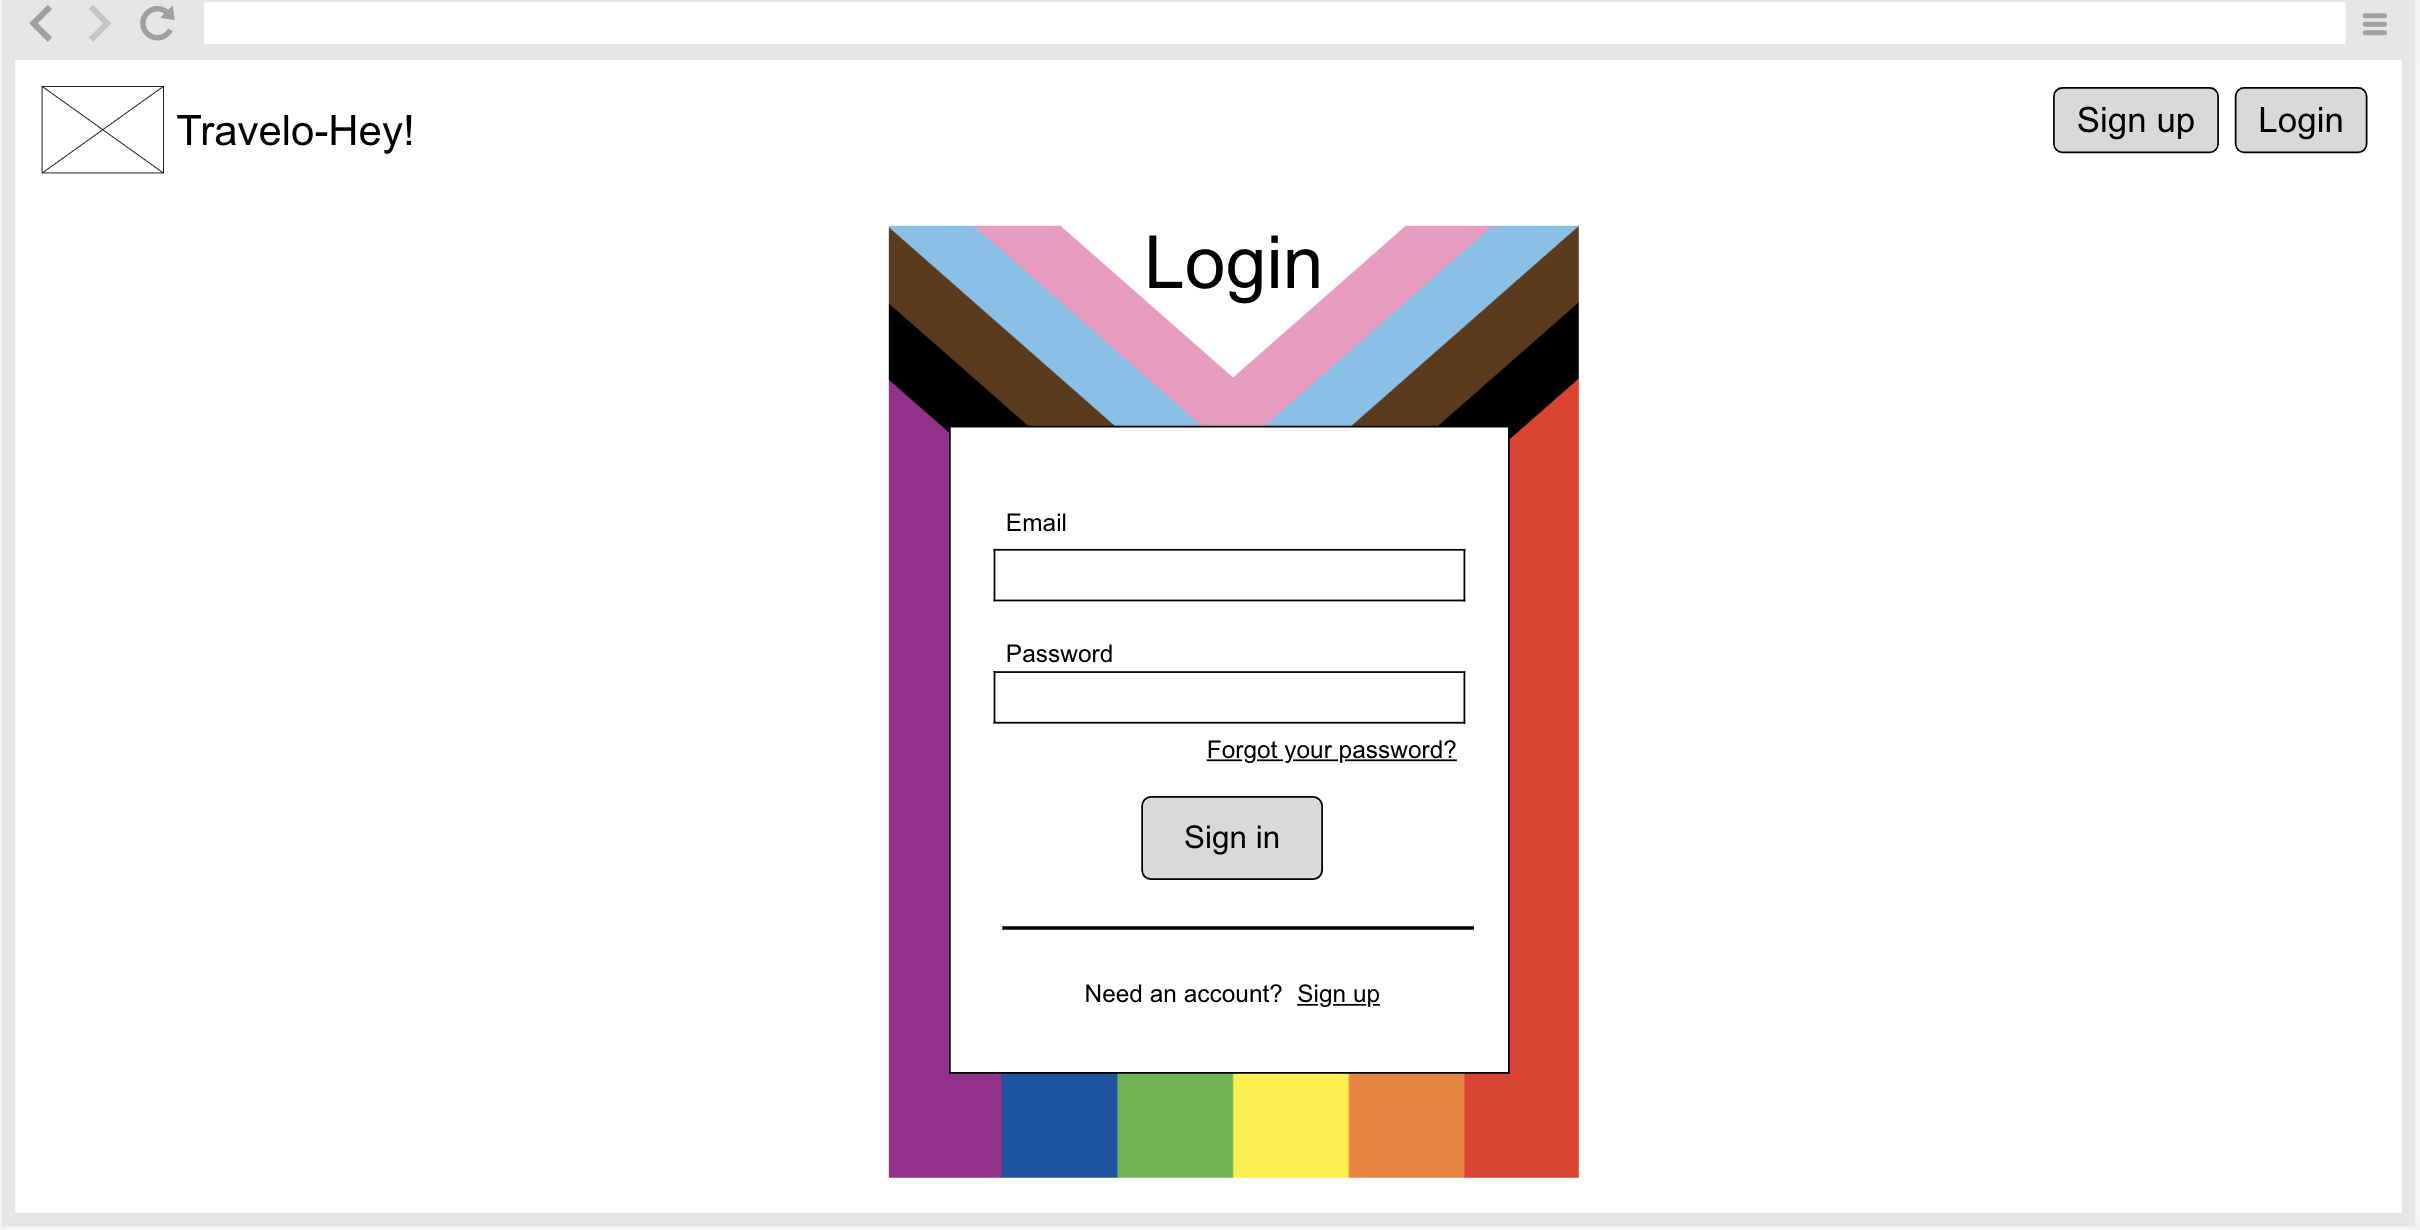 Travelo-Hey!
Sign up
Login
Login
Email
Password
Forgot your password?
Sign in
Need an account? Sign up